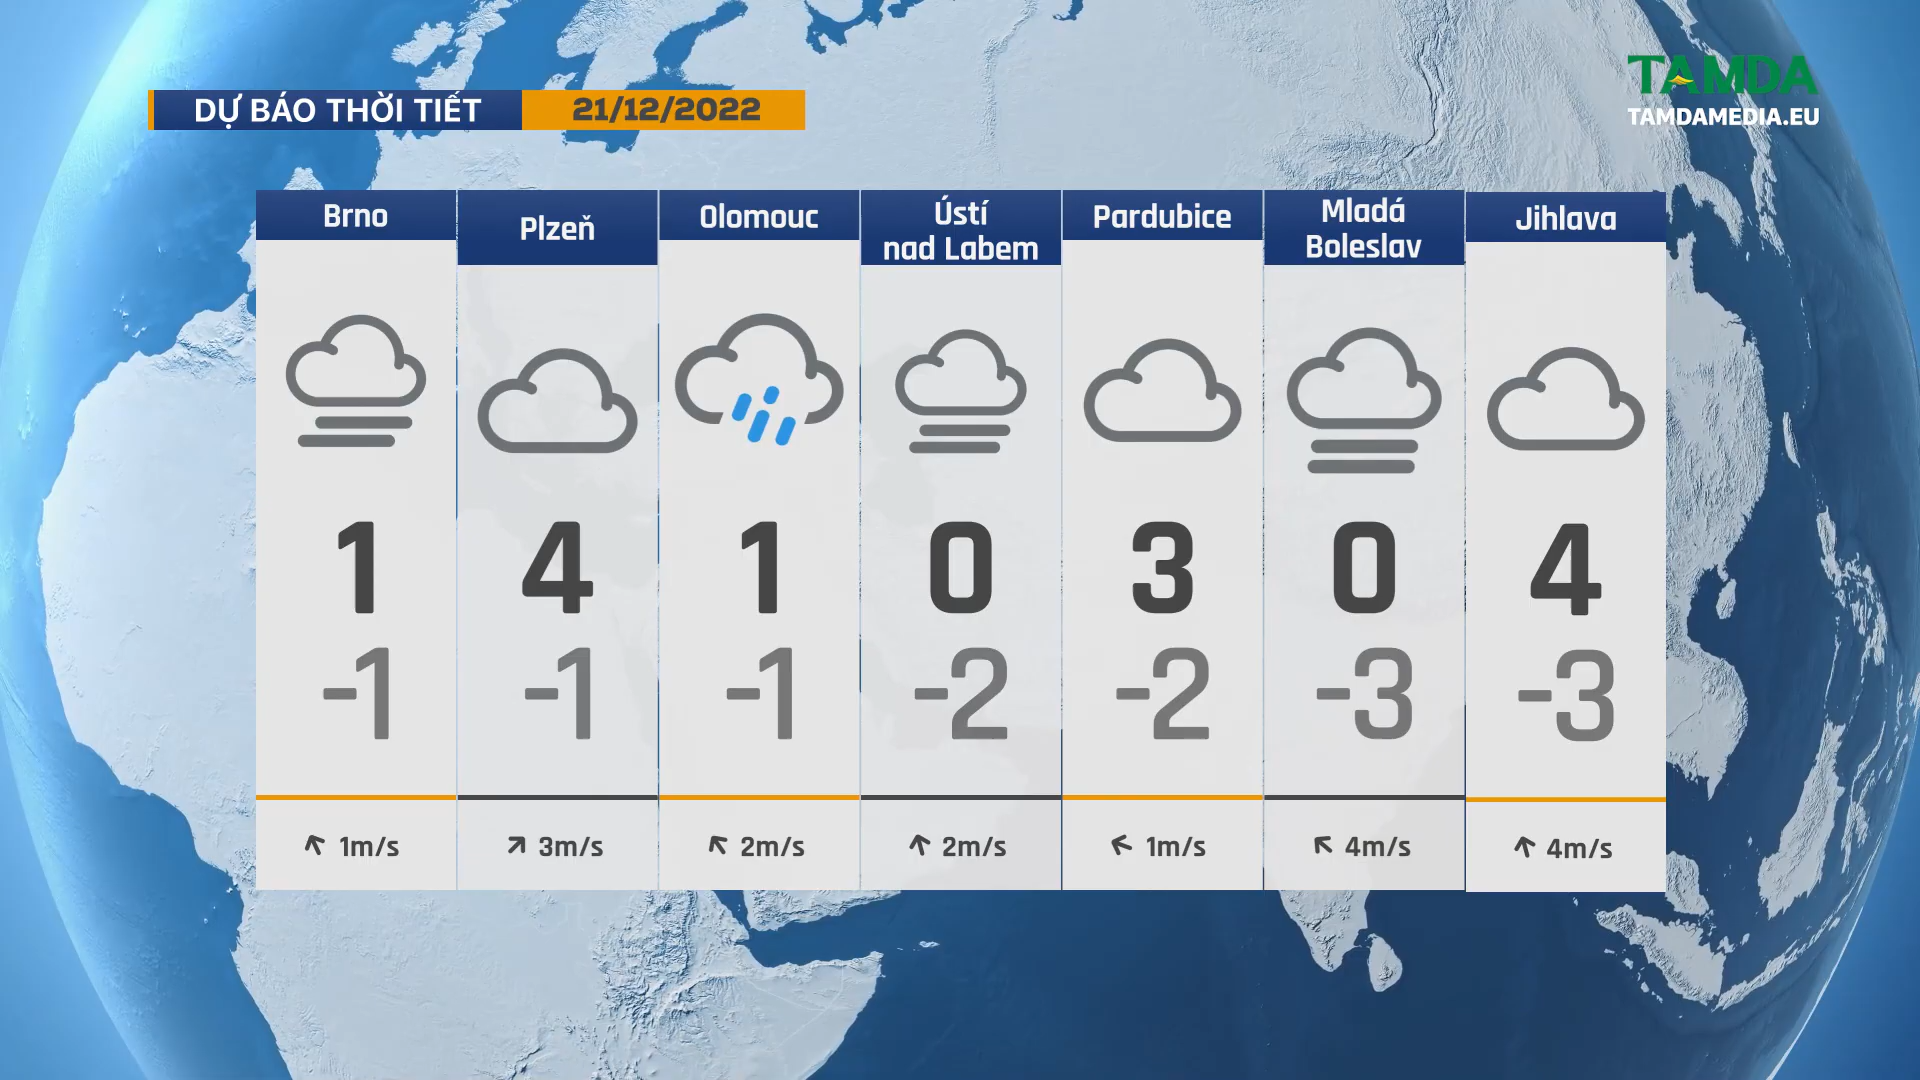 TAMDA
TAMDAMEDIA.EU
DỰ BÁO THỜI TIẾT
21/12/2022
Brno
1
-1
1m/s
Plzeň
4
-1
3m/s
Olomouc
1
-1
2m/s
Ústí
nad Labem
0
-2
2m/s
Pardubice
3
-2
1m/s
Mladá
Boleslav
0
-3
4m/s
Jihlava
4
-3
4m/s